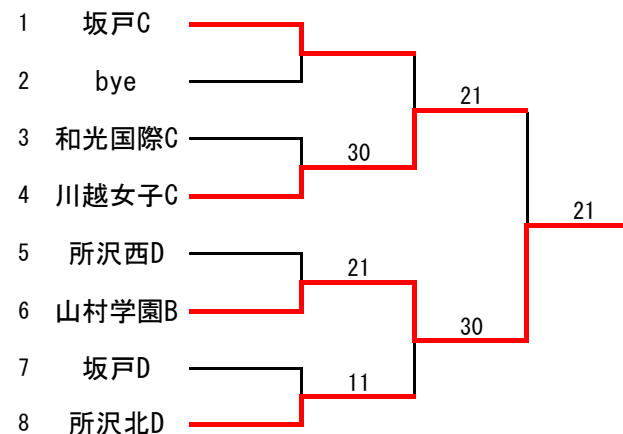 1 坂戸C
21
2 bye
3 和光国際C
30
4 川越女子C
21
5 所沢西D
21
6 山村学園B
30
7 坂戸D
11
8 所沢北D